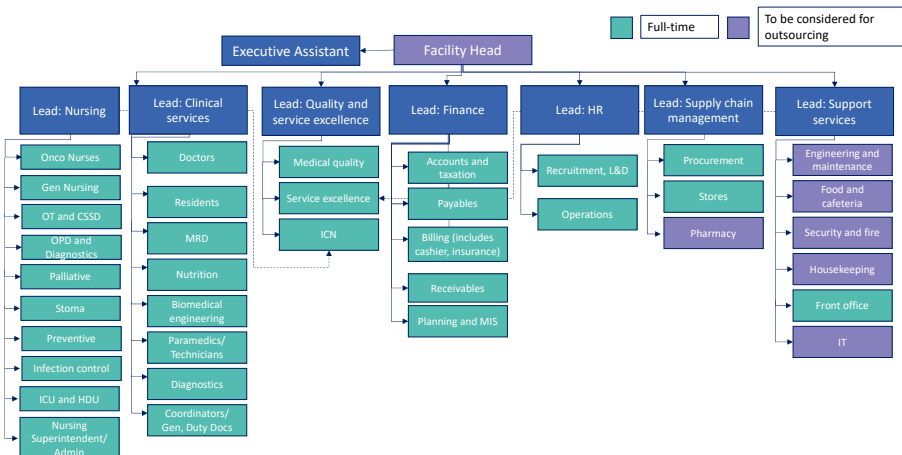 Full-time
To be considered for
outsourcing
Executive Assistant
Facility Head
Lead: Nursing
Lead: Clinical
services
Lead: Quality and
service excellence
Lead: Finance
Lead: HR
Lead: Supply chain
management
Lead: Support
services
Onco Nurses
Gen Nursing
OT and CSSD
OPD and
Diagnostics
Palliative
Stoma
Preventive
Infection control
ICU and HDU
Nursing
Superintendent/
Admin
Doctors
Residents
MRD
Nutrition
Biomedical
engineering
Paramedics/
Technicians
Diagnostics
Coordinators/
Gen, Duty Docs
Medical quality
Service excellence
ICN
Accounts and
taxation
Payables
Billing (includes
cashier, insurance)
Receivables
Planning and MIS
Recruitment, L&D
Operations
Procurement
Stores
Pharmacy
Engineering and
maintenance
Food and
cafeteria
Security and fire
Housekeeping
Front office
IT